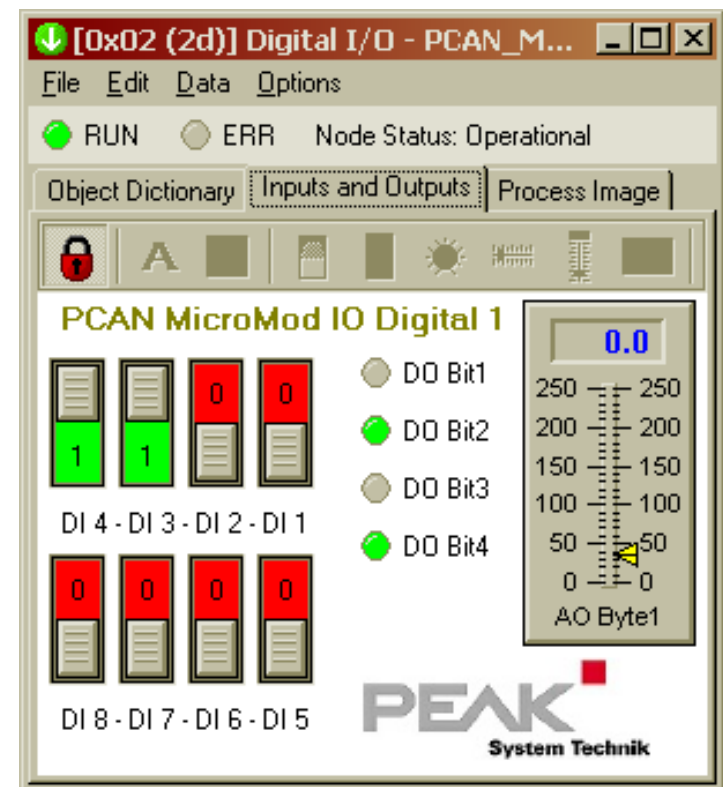 [0x02 (2d)] Digital I/O - PCAN_M...
File Edit Data Options
RUN ERR Node Status: Operational
Object Dictionary Inputs and Outputs Process Image
A
PCAN MicroMod IO Digital 1
0.0
1 1 0 0
DI 4 - DI 3 - DI 2 - DI 1
0 0 0 0
DI 8 - DI 7 - DI 6 - DI 5
DO Bit1
DO Bit2
DO Bit3
DO Bit4
250 250
200 200
150 150
100 100
50 50
0 0
AO Byte1
PEAK
System Technik